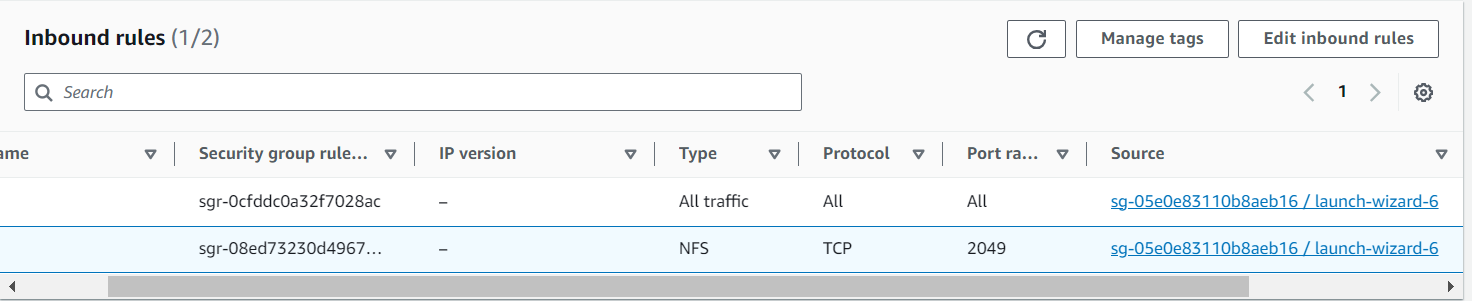 Inbound rules (1/2)
Manage tags
Edit inbound rules
Search
1
ame Security group rule... IP version Type Protocol Port ra... Source
sgr-0cfddc0a32f7028ac – All traffic All All sg-05e0e83110b8aeb16 / launch-wizard-6
sgr-08ed73230d4967... – NFS TCP 2049 sg-05e0e83110b8aeb16 / launch-wizard-6